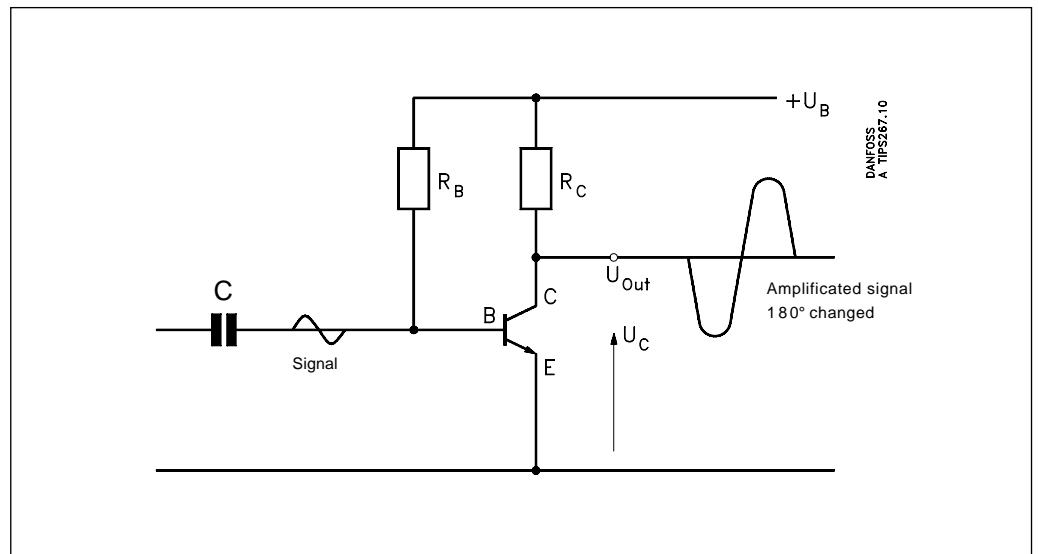 +U_B
DANFOSS
A TIPS267.10
R_B
R_C
U_Out
C
B
E
C
Signal
U_C
Amplificated signal
180° changed